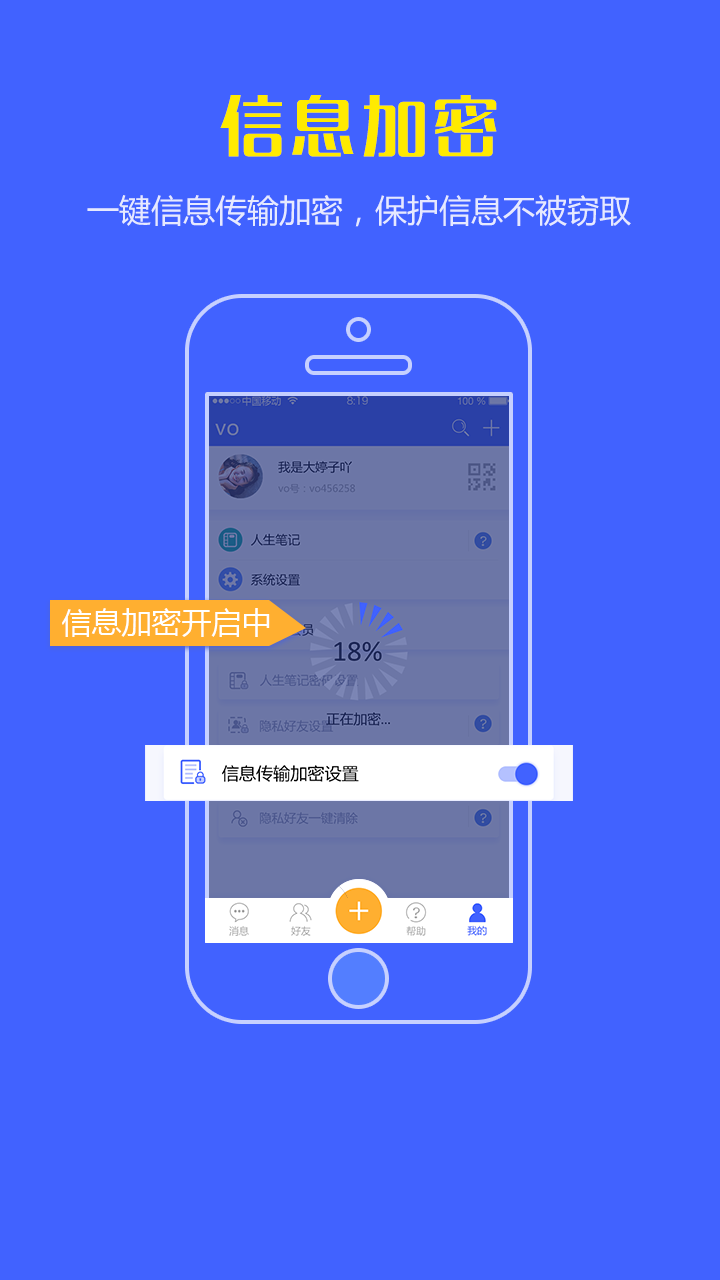 信息加密
一键信息传输加密，保护信息不被窃取
中国移动 8:19 100 %
vo
我是大婷子吖
vo号：vo456258
人生笔记 ?
系统设置
信息加密开启中
员
18%
人生笔记密码设置
隐私好友设置 ?
正在加密...
信息传输加密设置
隐私好友一键清除 ?
消息 好友 帮助 我的